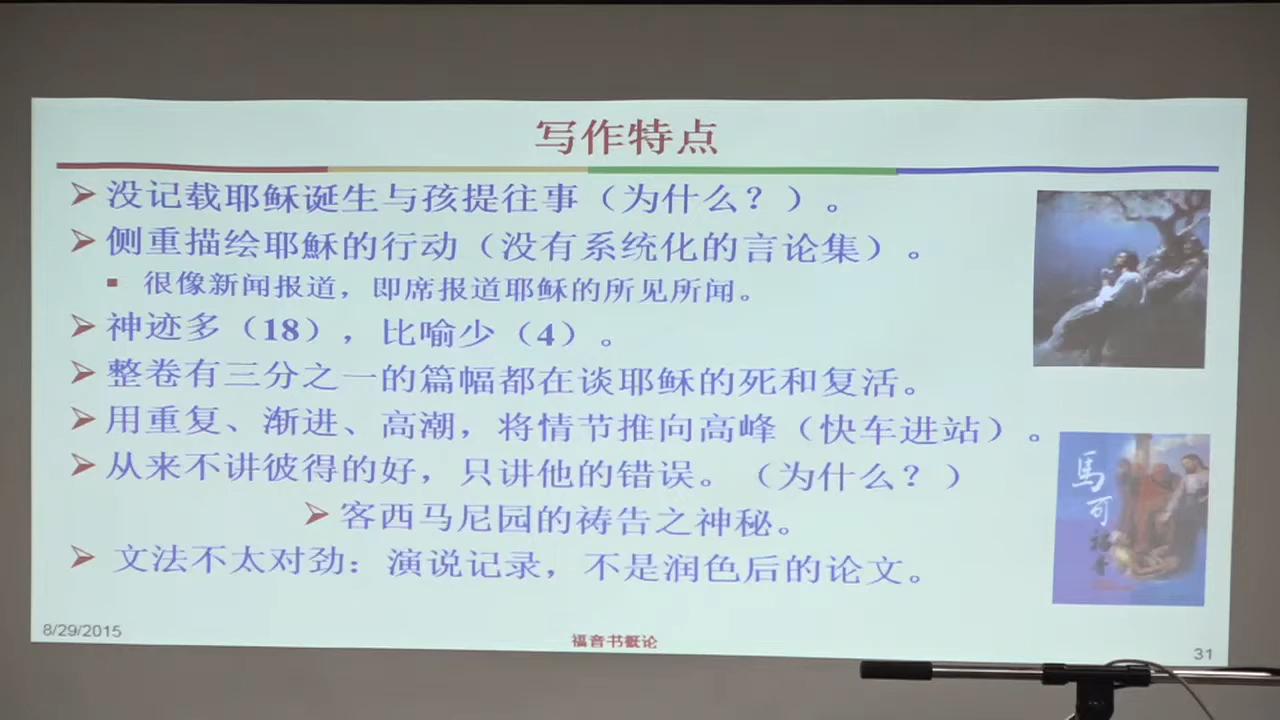 写作特点
没记载耶稣诞生与孩提往事（为什么？）。
侧重描绘耶穌的行动（没有系统化的言论集）。
很像新闻报道，即席报道耶稣的所见所闻。
神迹多（18），比喻少（4）。
整卷有三分之一的篇幅都在谈耶稣的死和复活。
用重复、渐进、高潮，将情节推向高峰（快车进站）。
从来不讲彼得的好，只讲他的错误。（为什么？）
客西马尼园的祷告之神秘。
文法不太对劲：演说记录，不是润色后的论文。
馬可福音
8/29/2015
福音书概论
31